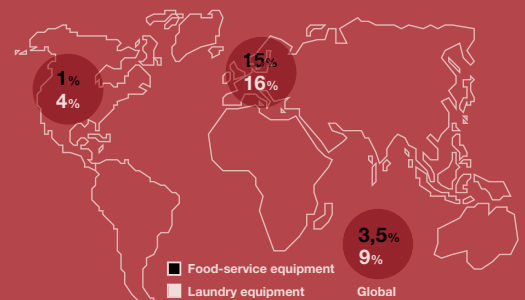 1%
4%
15%
16%
3,5%
9%
Food-service equipment
Laundry equipment
Global